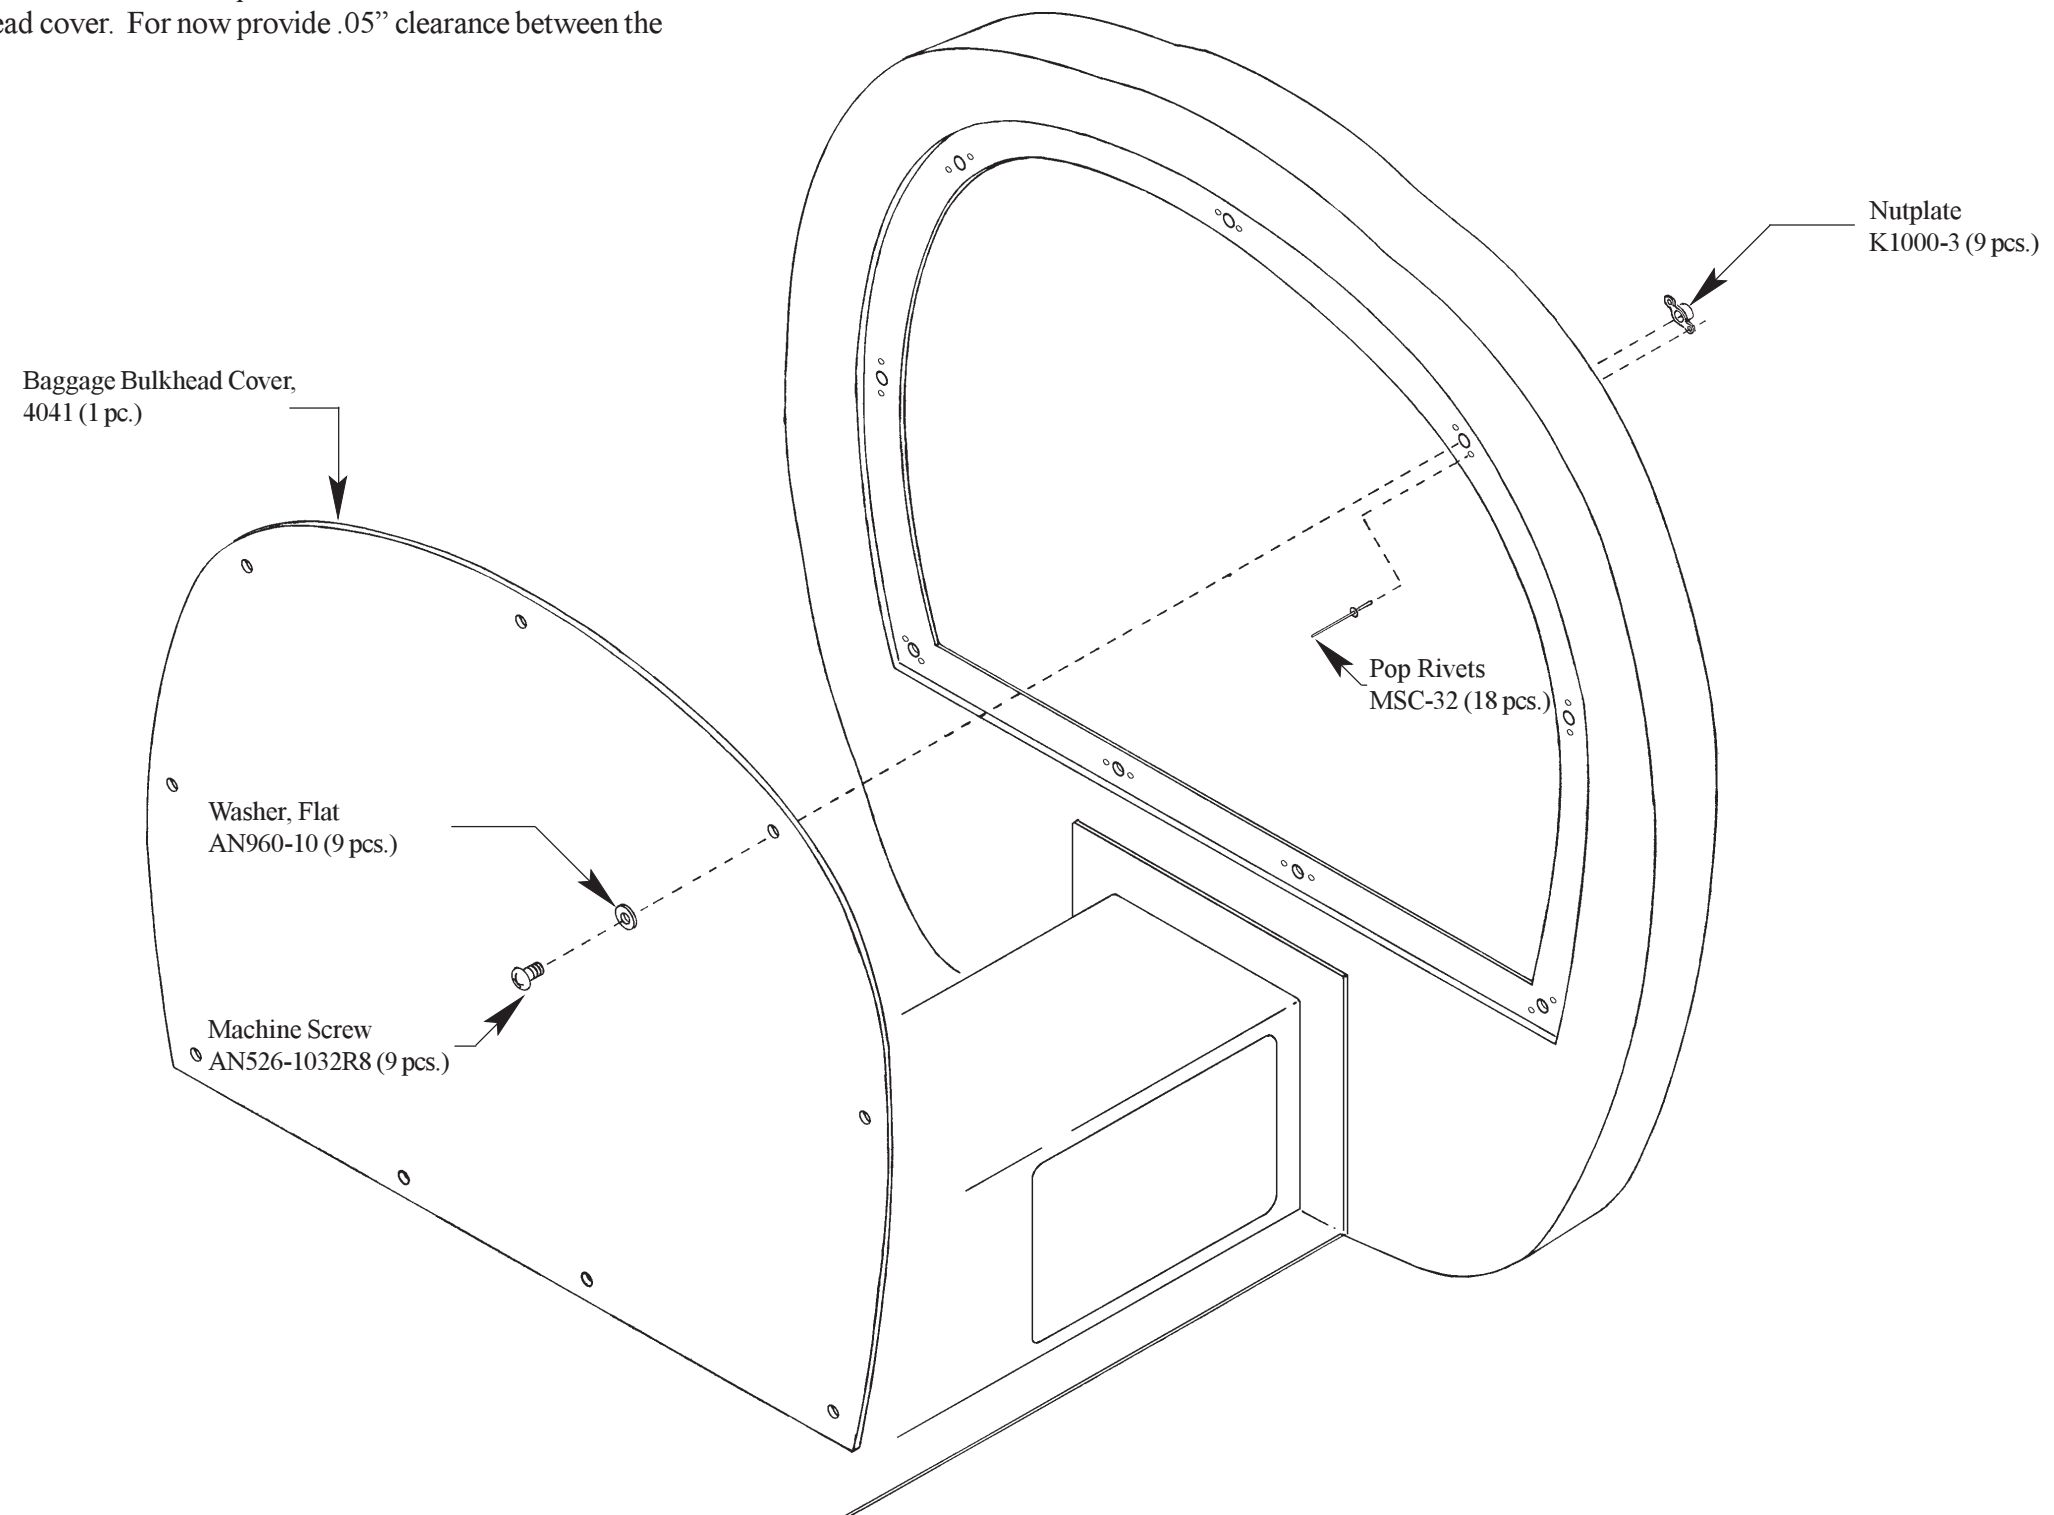 ead cover. For now provide .05” clearance between the
Nutplate
K1000-3 (9 pcs.)
Baggage Bulkhead Cover,
4041 (1 pc.)
Pop Rivets
MSC-32 (18 pcs.)
Washer, Flat
AN960-10 (9 pcs.)
Machine Screw
AN526-1032R8 (9 pcs.)